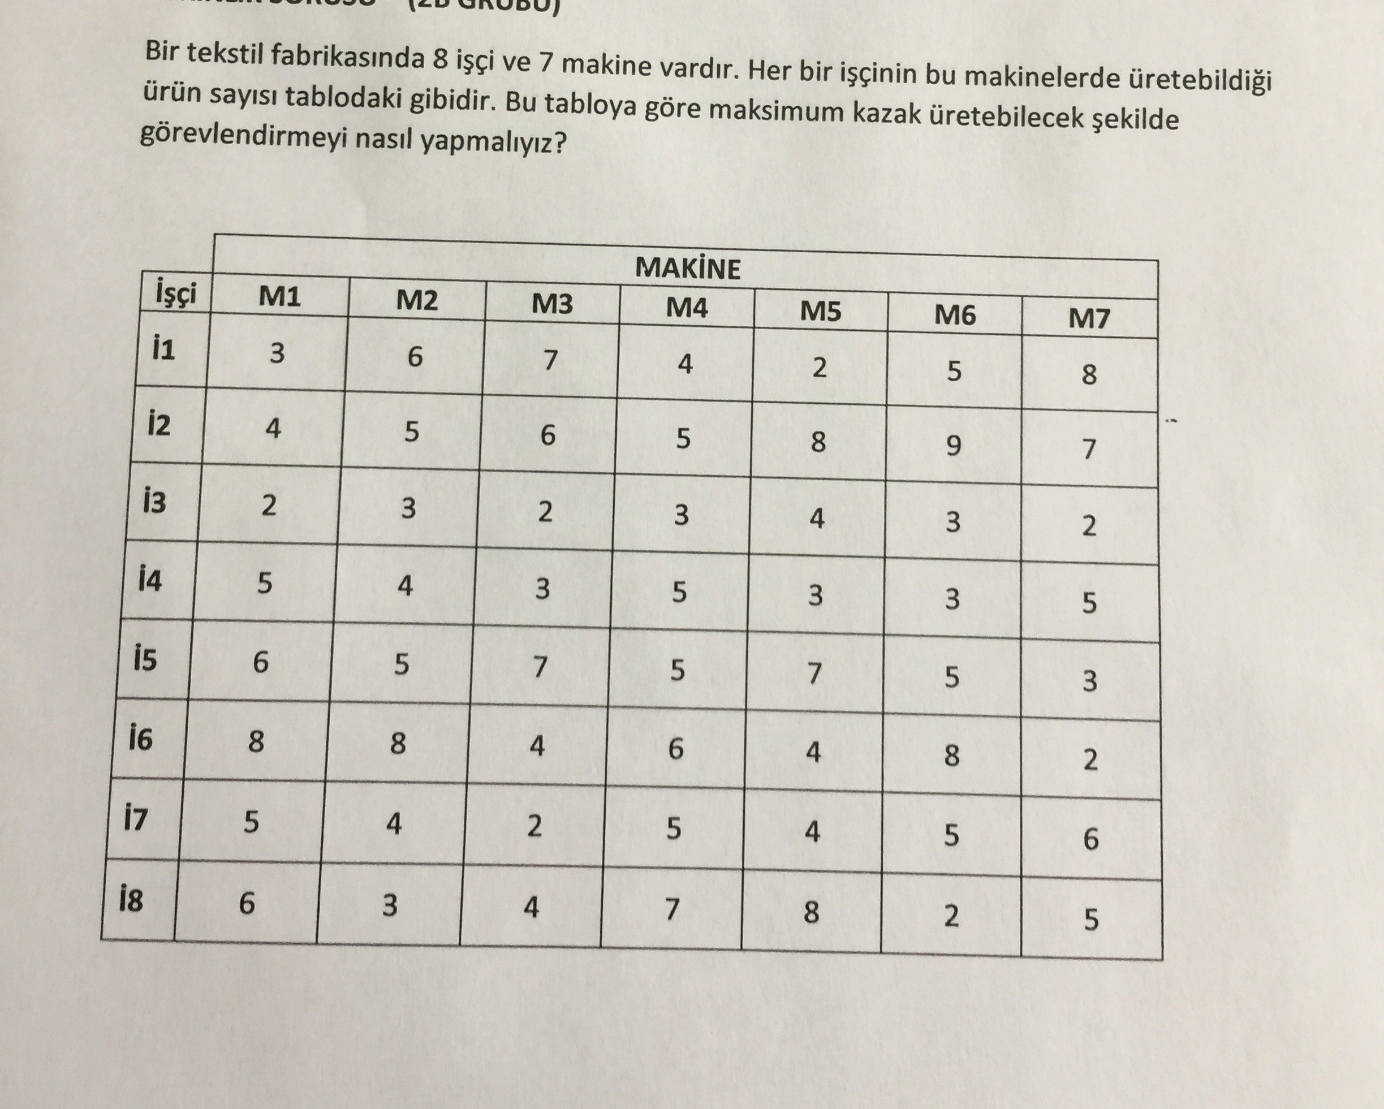 (2B GRUBU)
Bir tekstil fabrikasında 8 işçi ve 7 makine vardır. Her bir işçinin bu makinelerde üretebildiği
ürün sayısı tablodaki gibidir. Bu tabloya göre maksimum kazak üretebilecek şekilde
görevlendirmeyi nasıl yapmalıyız?
MAKİNE
İşçi M1 M2 M3 M4 M5 M6 M7
İ1 3 6 7 4 2 5 8
İ2 4 5 6 5 8 9 7
İ3 2 3 2 3 4 3 2
İ4 5 4 3 5 3 3 5
İ5 6 5 7 5 7 5 3
İ6 8 8 4 6 4 8 2
İ7 5 4 2 5 4 5 6
İ8 6 3 4 7 8 2 5